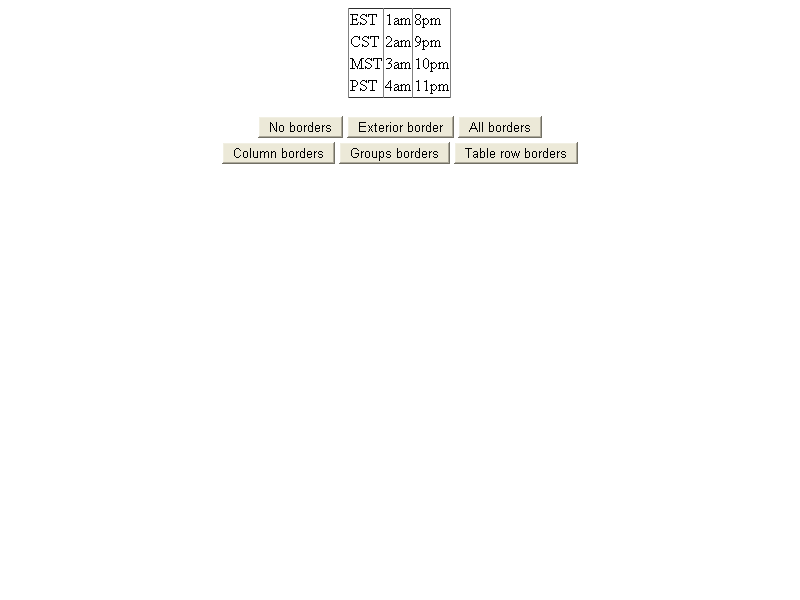 EST 1am 8pm
CST 2am 9pm
MST 3am 10pm
PST 4am 11pm
No borders Exterior border All borders
Column borders Groups borders Table row borders